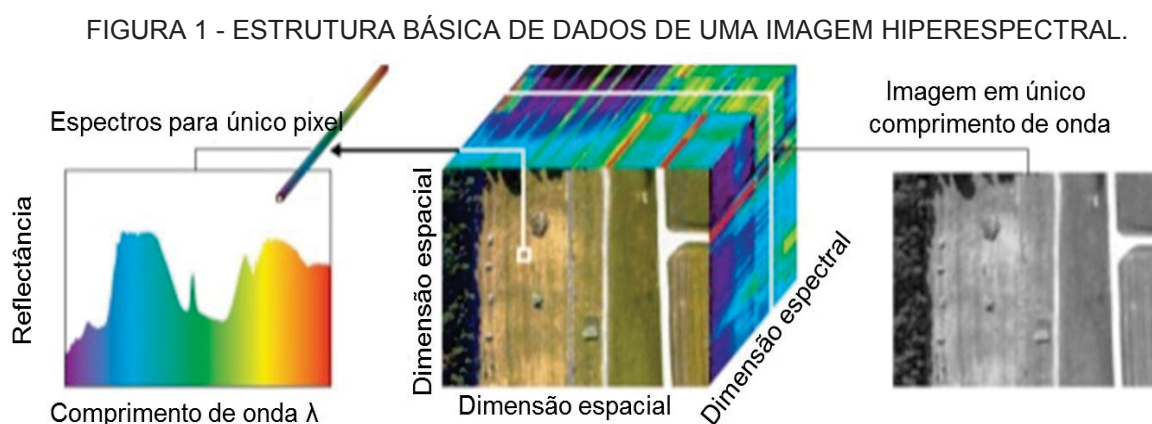 FIGURA 1 - ESTRUTURA BÁSICA DE DADOS DE UMA IMAGEM HIPERESPECTRAL.
Espectros para único pixel
Reflectância
Comprimento de onda λ
Dimensão espacial
Dimensão espacial
Dimensão espectral
Imagem em único
comprimento de onda